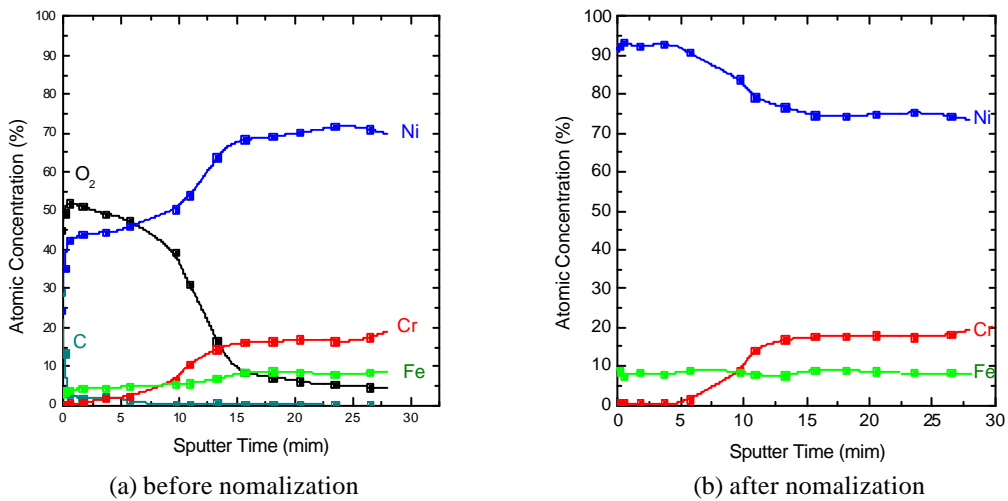 100
90
80
70
60
50
40
30
20
10
0
Atomic Concentration (%)
O2
C
Ni
Cr
Fe
0 5 10 15 20 25 30
Sputter Time (mim)
(a) before nomalization
100
90
80
70
60
50
40
30
20
10
0
Atomic Concentration (%)
Ni
Cr
Fe
0 5 10 15 20 25 30
Sputter Time (mim)
(b) after nomalization